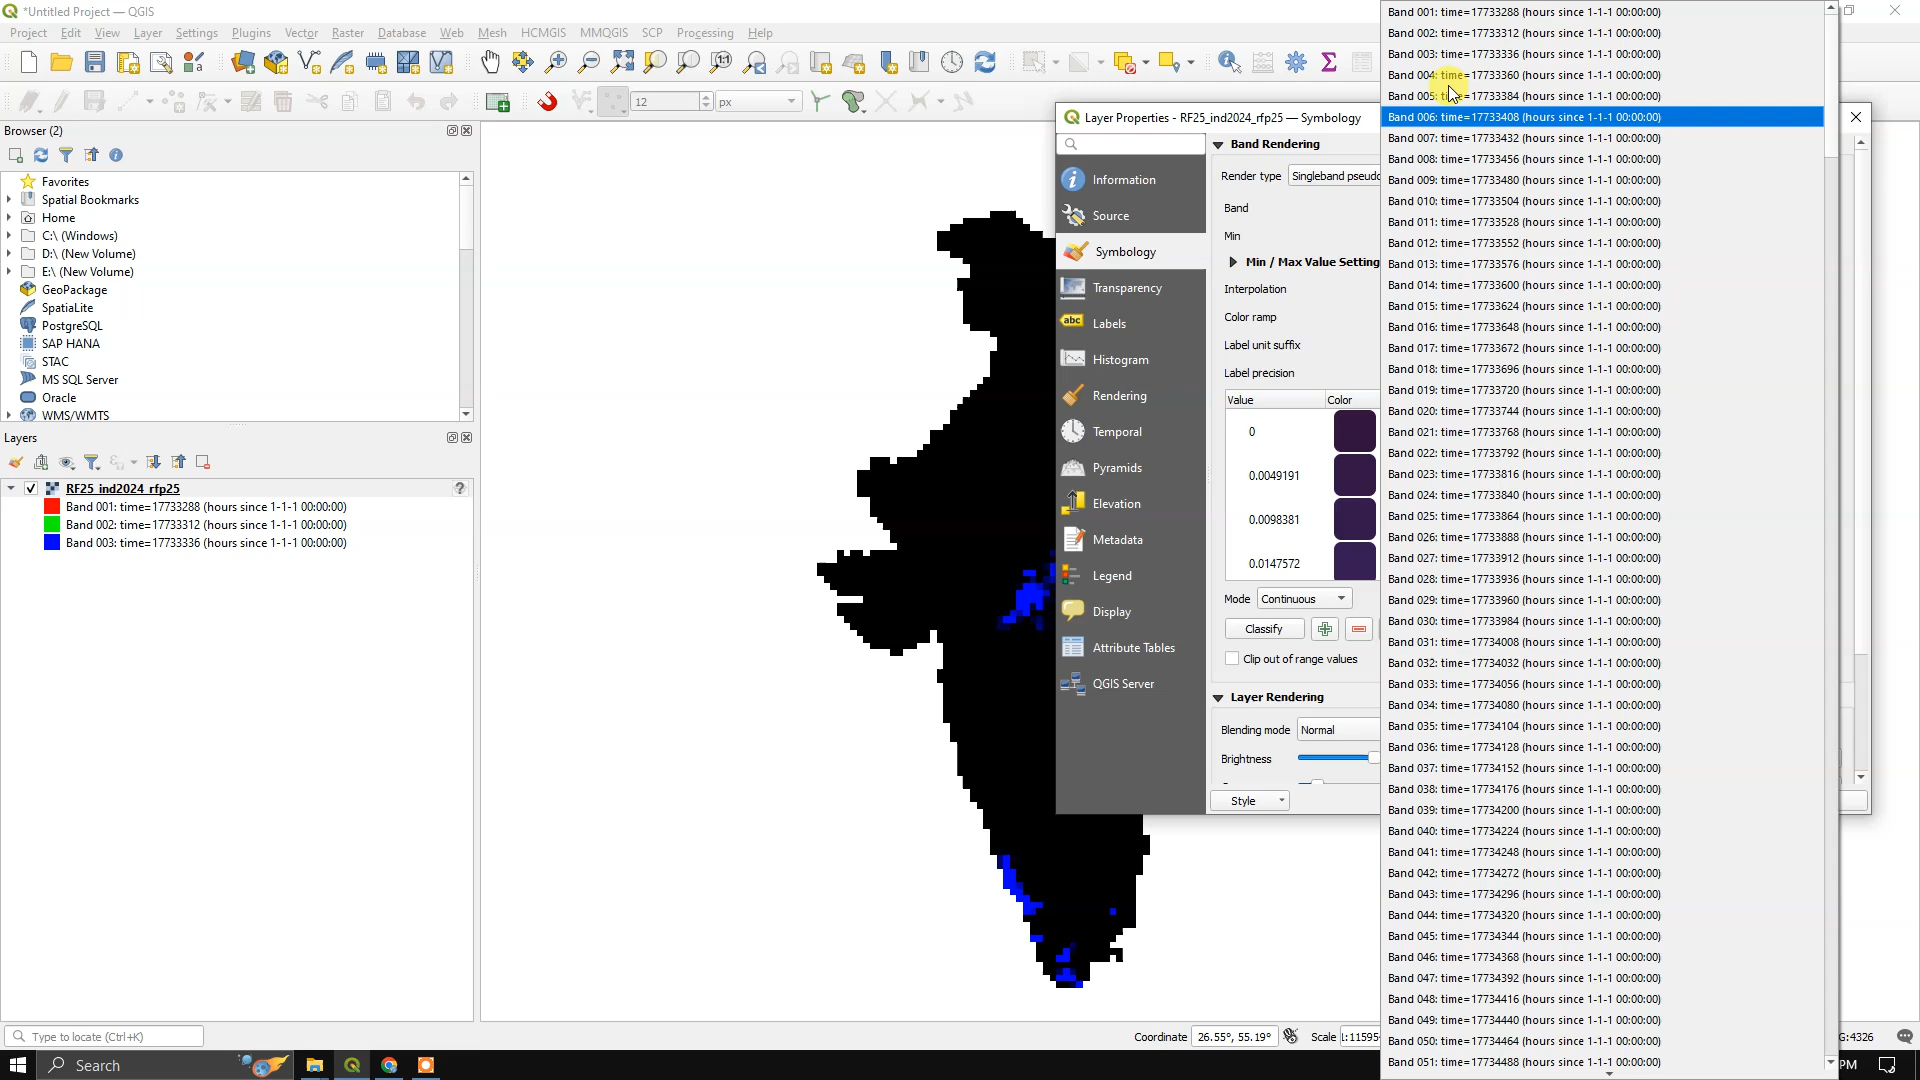 *Untitled Project — QGIS
Project Edit View Layer Settings Plugins Vector Raster Database Web Mesh HCMGIS MMQGIS SCP Processing Help
12 px
Browser (2)
Favorites
Spatial Bookmarks
Home
C:\ (Windows)
D:\ (New Volume)
E:\ (New Volume)
GeoPackage
SpatiaLite
PostgreSQL
SAP HANA
STAC
MS SQL Server
Oracle
WMS/WMTS
Layers
RF25_ind2024_rfp25
Band 001: time=17733288 (hours since 1-1-1 00:00:00)
Band 002: time=17733312 (hours since 1-1-1 00:00:00)
Band 003: time=17733336 (hours since 1-1-1 00:00:00)
Type to locate (Ctrl+K)
Layer Properties - RF25_ind2024_rfp25 — Symbology
Information
Source
Symbology
Transparency
abc Labels
Histogram
Rendering
Temporal
Pyramids
Elevation
Metadata
Legend
Display
Attribute Tables
QGIS Server
Band Rendering
Render type Singleband pseudo
Band
Min
Min / Max Value Setting
Interpolation
Color ramp
Label unit suffix
Label precision
Value Color
0
0.0049191
0.0098381
0.0147572
Mode Continuous
Classify
Clip out of range values
Layer Rendering
Blending mode Normal
Brightness
Style
Band 001: time=17733288 (hours since 1-1-1 00:00:00)
Band 002: time=17733312 (hours since 1-1-1 00:00:00)
Band 003: time=17733336 (hours since 1-1-1 00:00:00)
Band 004: time=17733360 (hours since 1-1-1 00:00:00)
Band 005: time=17733384 (hours since 1-1-1 00:00:00)
Band 006: time=17733408 (hours since 1-1-1 00:00:00)
Band 007: time=17733432 (hours since 1-1-1 00:00:00)
Band 008: time=17733456 (hours since 1-1-1 00:00:00)
Band 009: time=17733480 (hours since 1-1-1 00:00:00)
Band 010: time=17733504 (hours since 1-1-1 00:00:00)
Band 011: time=17733528 (hours since 1-1-1 00:00:00)
Band 012: time=17733552 (hours since 1-1-1 00:00:00)
Band 013: time=17733576 (hours since 1-1-1 00:00:00)
Band 014: time=17733600 (hours since 1-1-1 00:00:00)
Band 015: time=17733624 (hours since 1-1-1 00:00:00)
Band 016: time=17733648 (hours since 1-1-1 00:00:00)
Band 017: time=17733672 (hours since 1-1-1 00:00:00)
Band 018: time=17733696 (hours since 1-1-1 00:00:00)
Band 019: time=17733720 (hours since 1-1-1 00:00:00)
Band 020: time=17733744 (hours since 1-1-1 00:00:00)
Band 021: time=17733768 (hours since 1-1-1 00:00:00)
Band 022: time=17733792 (hours since 1-1-1 00:00:00)
Band 023: time=17733816 (hours since 1-1-1 00:00:00)
Band 024: time=17733840 (hours since 1-1-1 00:00:00)
Band 025: time=17733864 (hours since 1-1-1 00:00:00)
Band 026: time=17733888 (hours since 1-1-1 00:00:00)
Band 027: time=17733912 (hours since 1-1-1 00:00:00)
Band 028: time=17733936 (hours since 1-1-1 00:00:00)
Band 029: time=17733960 (hours since 1-1-1 00:00:00)
Band 030: time=17733984 (hours since 1-1-1 00:00:00)
Band 031: time=17734008 (hours since 1-1-1 00:00:00)
Band 032: time=17734032 (hours since 1-1-1 00:00:00)
Band 033: time=17734056 (hours since 1-1-1 00:00:00)
Band 034: time=17734080 (hours since 1-1-1 00:00:00)
Band 035: time=17734104 (hours since 1-1-1 00:00:00)
Band 036: time=17734128 (hours since 1-1-1 00:00:00)
Band 037: time=17734152 (hours since 1-1-1 00:00:00)
Band 038: time=17734176 (hours since 1-1-1 00:00:00)
Band 039: time=17734200 (hours since 1-1-1 00:00:00)
Band 040: time=17734224 (hours since 1-1-1 00:00:00)
Band 041: time=17734248 (hours since 1-1-1 00:00:00)
Band 042: time=17734272 (hours since 1-1-1 00:00:00)
Band 043: time=17734296 (hours since 1-1-1 00:00:00)
Band 044: time=17734320 (hours since 1-1-1 00:00:00)
Band 045: time=17734344 (hours since 1-1-1 00:00:00)
Band 046: time=17734368 (hours since 1-1-1 00:00:00)
Band 047: time=17734392 (hours since 1-1-1 00:00:00)
Band 048: time=17734416 (hours since 1-1-1 00:00:00)
Band 049: time=17734440 (hours since 1-1-1 00:00:00)
Band 050: time=17734464 (hours since 1-1-1 00:00:00)
Band 051: time=17734488 (hours since 1-1-1 00:00:00)
Coordinate 26.55°, 55.19° Scale 1:11595 G:4326
Search
PM